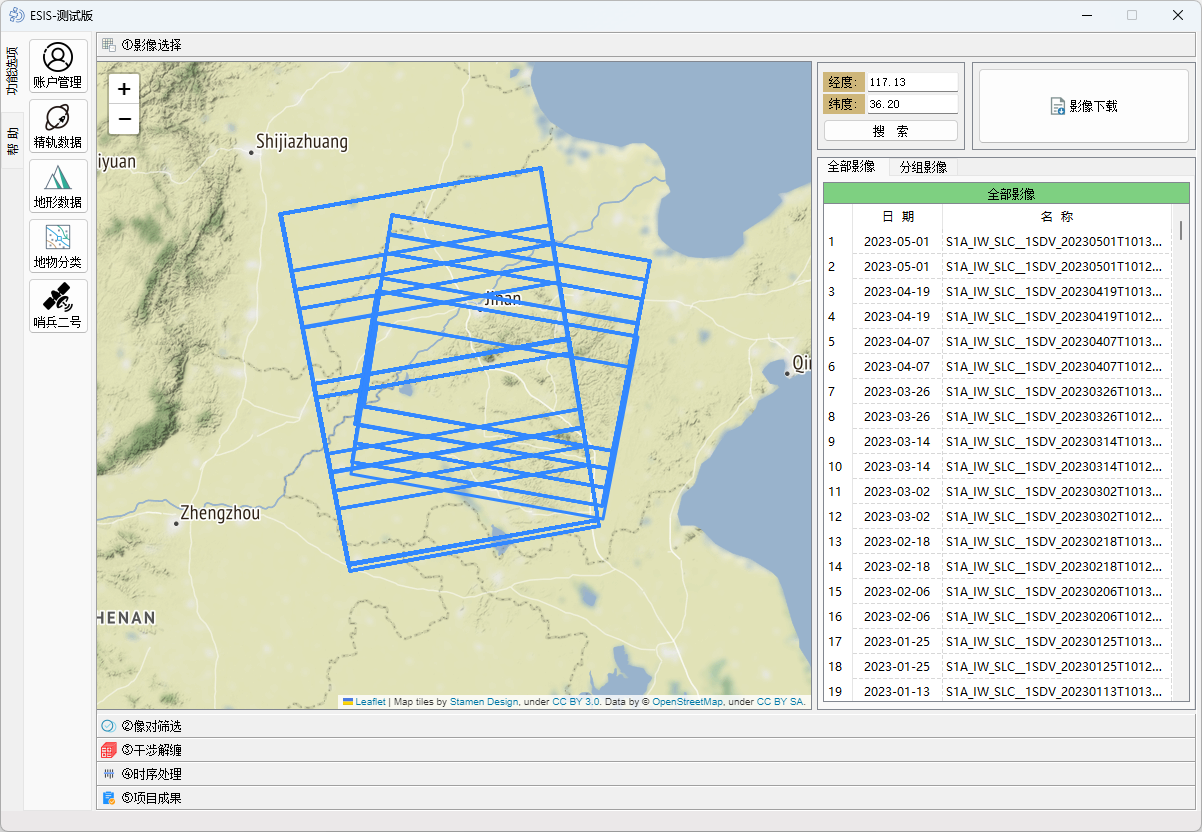 ESIS-测试版
功能选项
帮助
账户管理
精轨数据
地形数据
地物分类
哨兵二号
①影像选择
+
−
Shijiazhuang
iyuan
Jinan
Qi
Zhengzhou
HENAN
Leaflet | Map tiles by Stamen Design, under CC BY 3.0. Data by © OpenStreetMap, under CC BY SA.
经度: 117.13
纬度: 36.20
搜 索
影像下载
全部影像 分组影像
全部影像
日 期 名 称
1 2023-05-01 S1A_IW_SLC__1SDV_20230501T1013...
2 2023-05-01 S1A_IW_SLC__1SDV_20230501T1012...
3 2023-04-19 S1A_IW_SLC__1SDV_20230419T1013...
4 2023-04-19 S1A_IW_SLC__1SDV_20230419T1012...
5 2023-04-07 S1A_IW_SLC__1SDV_20230407T1013...
6 2023-04-07 S1A_IW_SLC__1SDV_20230407T1012...
7 2023-03-26 S1A_IW_SLC__1SDV_20230326T1013...
8 2023-03-26 S1A_IW_SLC__1SDV_20230326T1012...
9 2023-03-14 S1A_IW_SLC__1SDV_20230314T1013...
10 2023-03-14 S1A_IW_SLC__1SDV_20230314T1012...
11 2023-03-02 S1A_IW_SLC__1SDV_20230302T1013...
12 2023-03-02 S1A_IW_SLC__1SDV_20230302T1012...
13 2023-02-18 S1A_IW_SLC__1SDV_20230218T1013...
14 2023-02-18 S1A_IW_SLC__1SDV_20230218T1012...
15 2023-02-06 S1A_IW_SLC__1SDV_20230206T1013...
16 2023-02-06 S1A_IW_SLC__1SDV_20230206T1012...
17 2023-01-25 S1A_IW_SLC__1SDV_20230125T1013...
18 2023-01-25 S1A_IW_SLC__1SDV_20230125T1012...
19 2023-01-13 S1A_IW_SLC__1SDV_20230113T1013...
②像对筛选
③干涉解缠
④时序处理
⑤项目成果